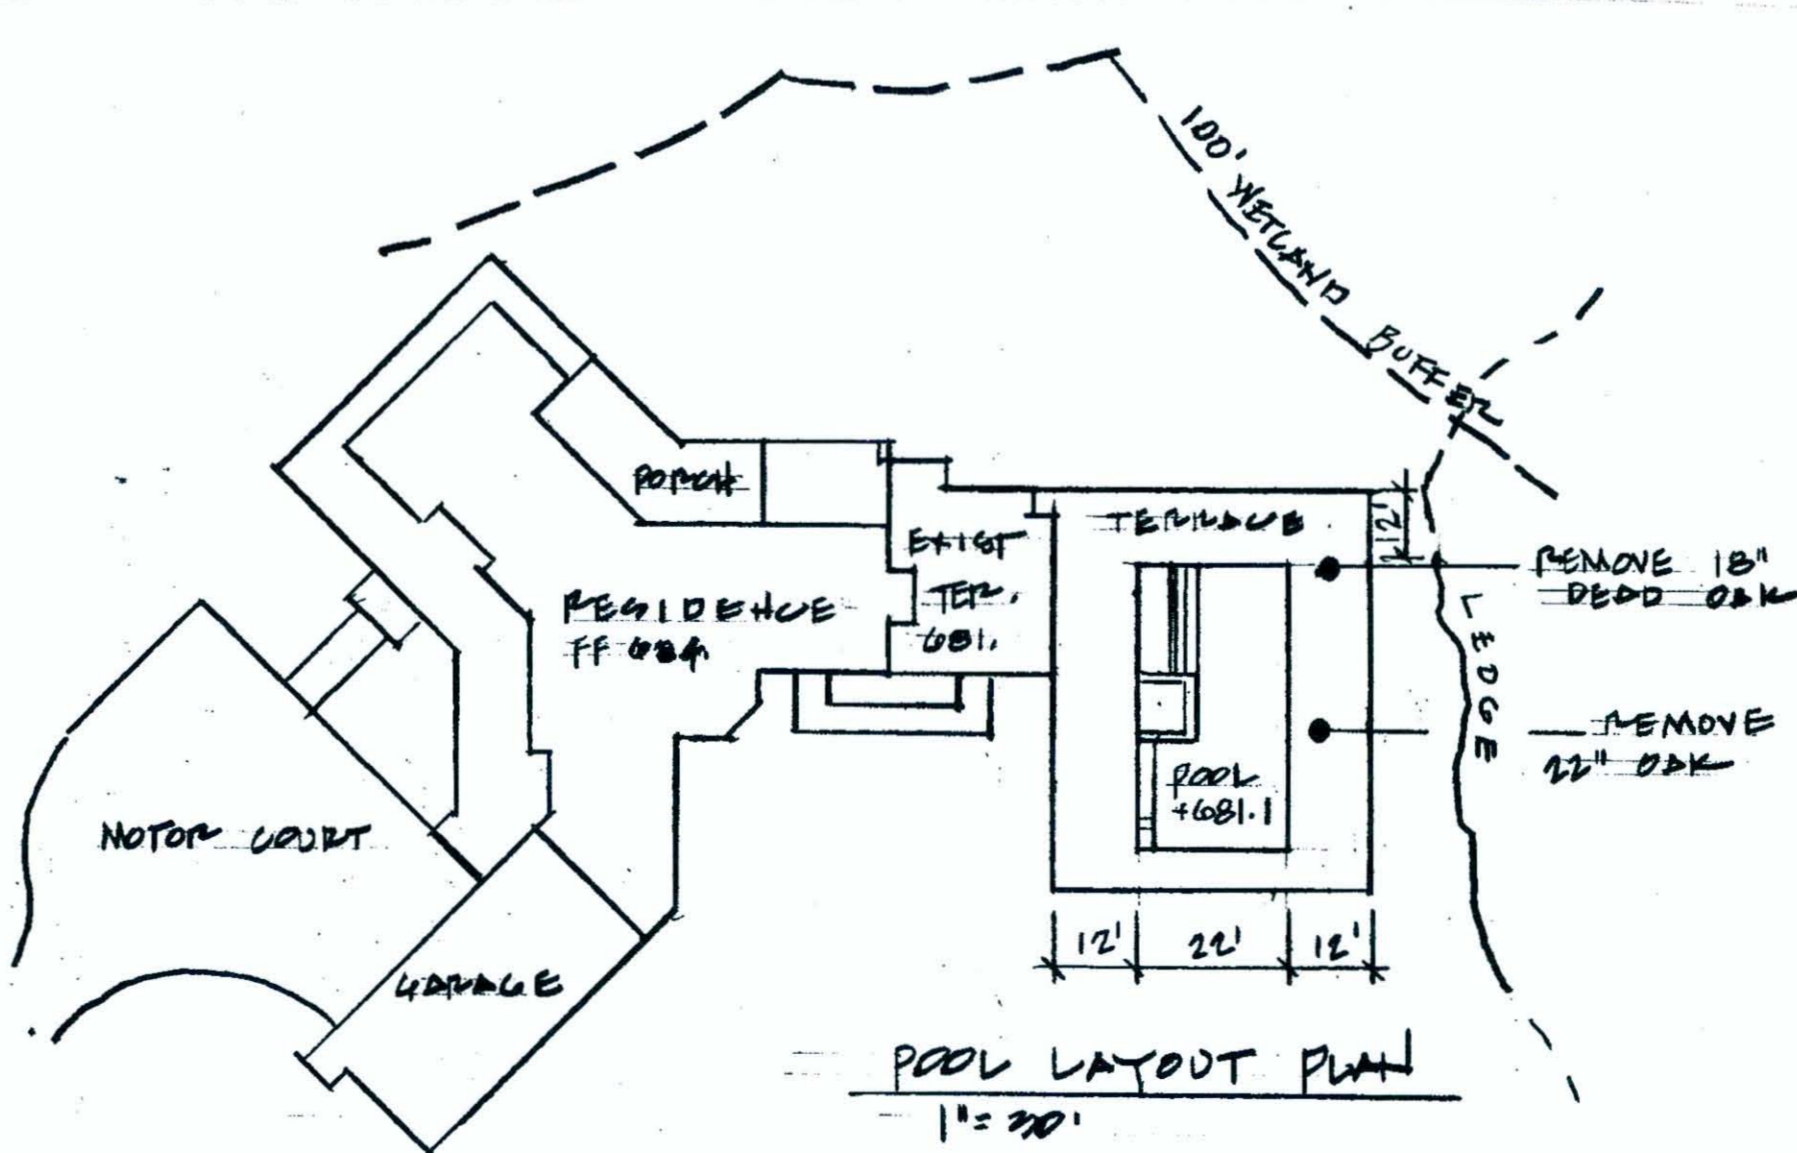 100' WETLAND BUFFER
PORCH
TERRACE
12'
EXIST
TER.
681.
REMOVE 18"
DEAD OAK
RESIDENCE
FF
LEDGE
REMOVE
22" OAK
POOL
+681.1
MOTOR COURT
12'
22'
12'
GARAGE
POOL LAYOUT PLAN
1" = 30'